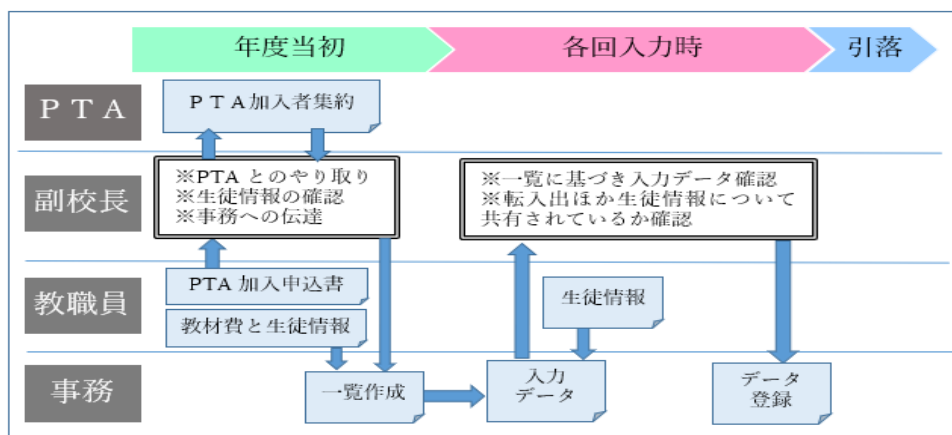 年度当初
各回入力時
引落
ＰＴＡ
ＰＴＡ加入者集約
副校長
※PTAとのやり取り
※生徒情報の確認
※事務への伝達
※一覧に基づき入力データ確認
※転入出ほか生徒情報について
共有されているか確認
教職員
PTA 加入申込書
教材費と生徒情報
生徒情報
事務
一覧作成
入力
データ
データ
登録